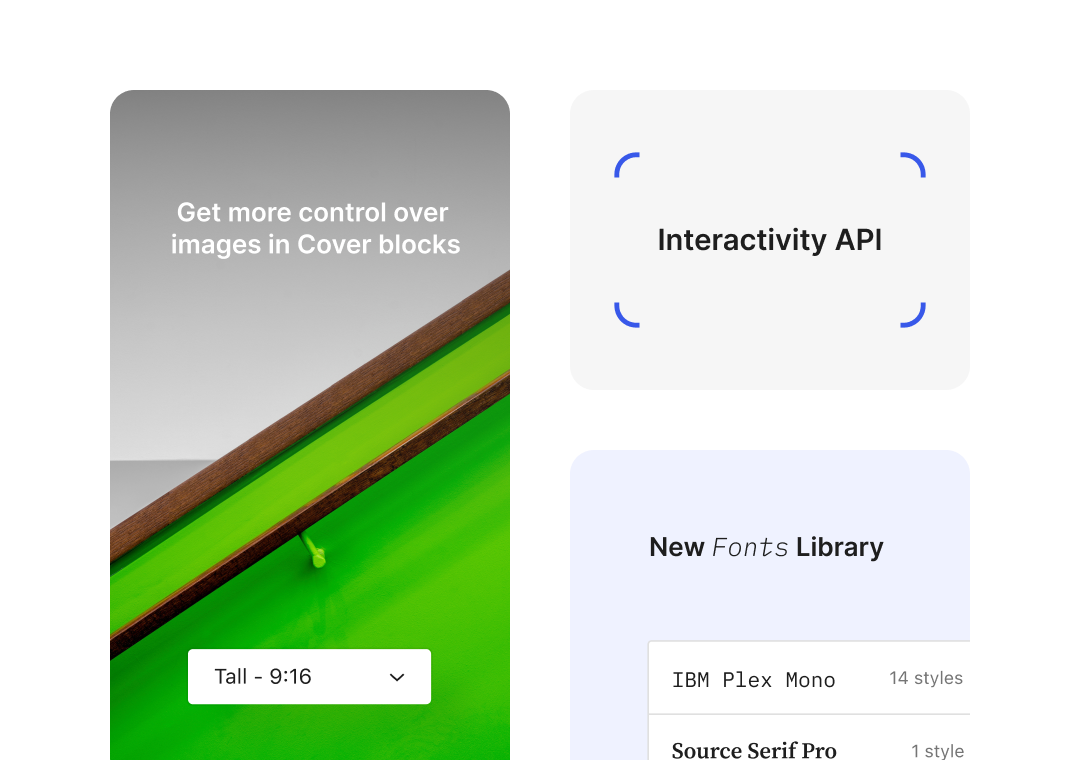 Get more control over
images in Cover blocks
Tall - 9:16
Interactivity API
New Fonts Library
IBM Plex Mono 14 styles
Source Serif Pro 1 style